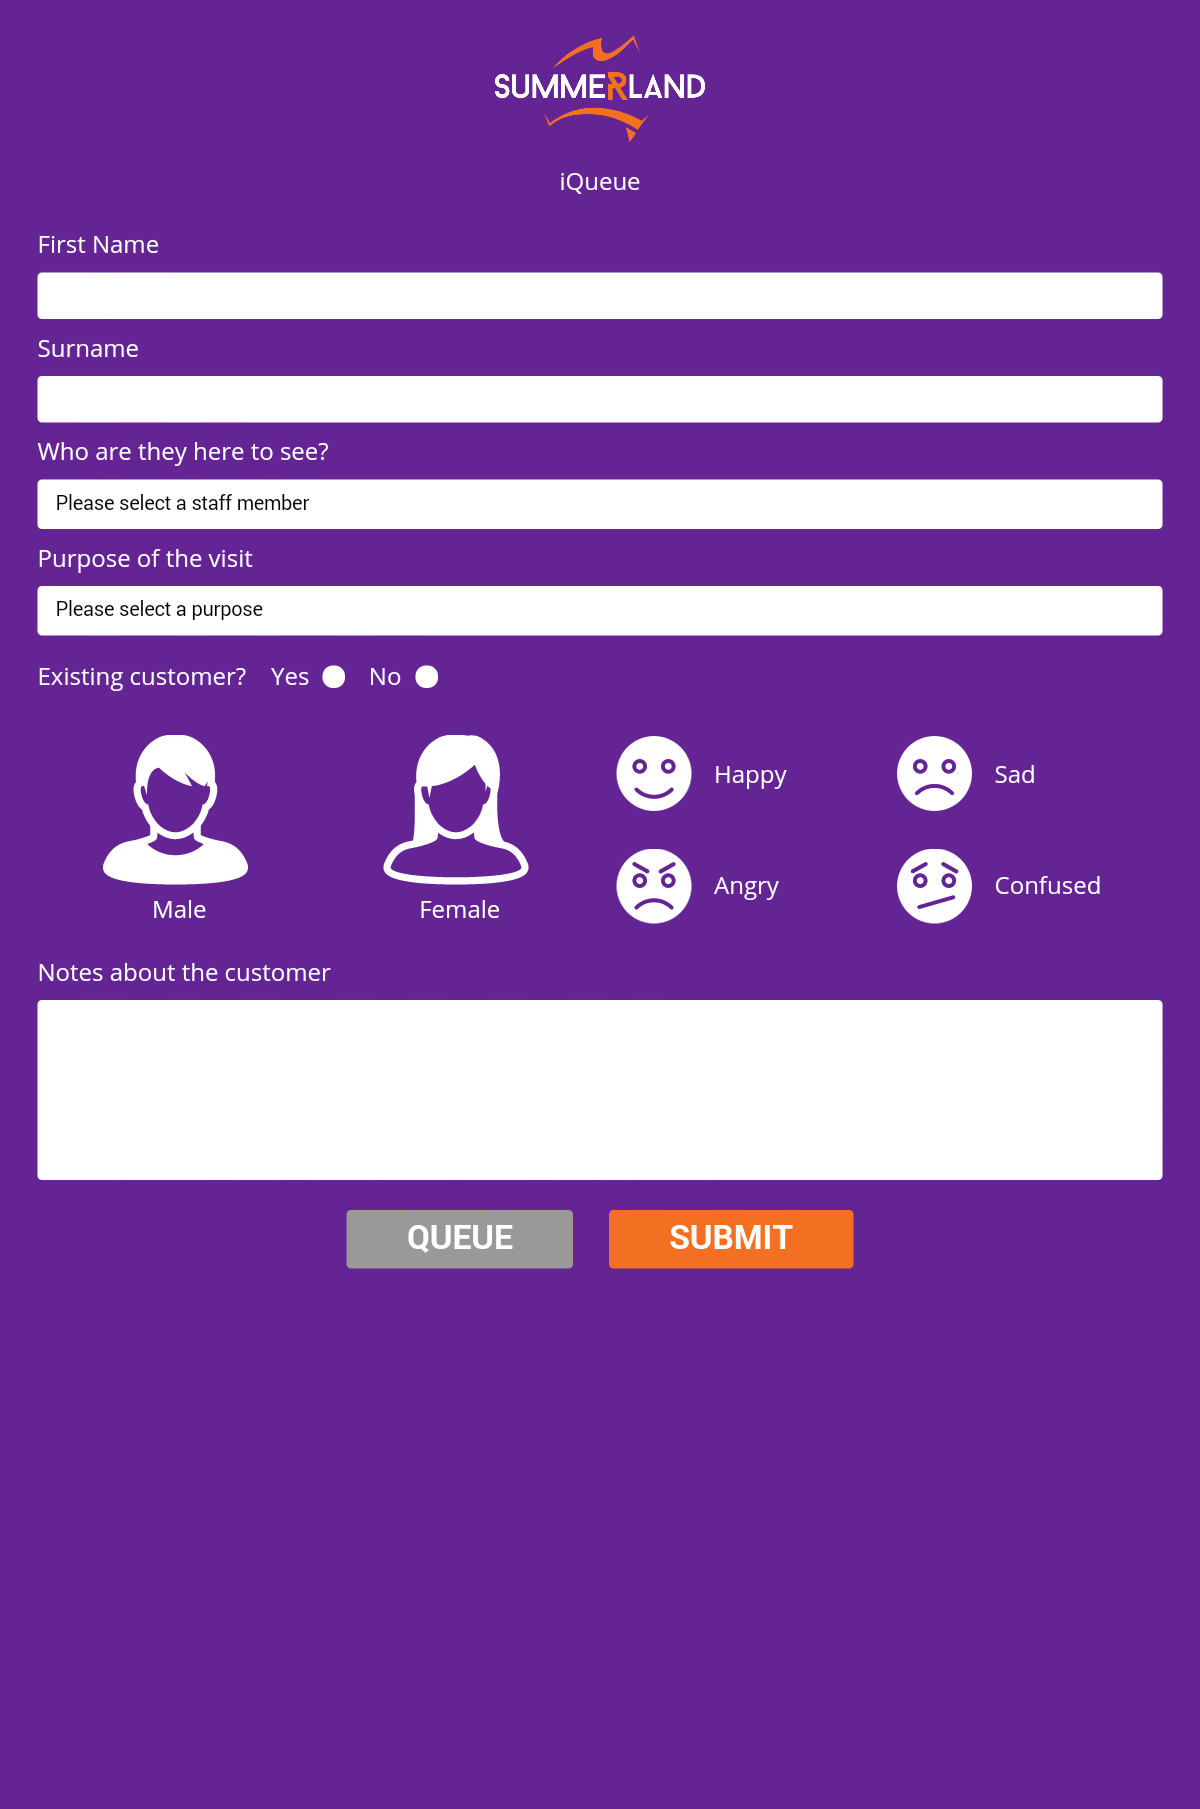 SUMMERLAND
iQueue
First Name
Surname
Who are they here to see?
Please select a staff member
Purpose of the visit
Please select a purpose
Existing customer? Yes No
Happy Sad
Angry Confused
Male Female
Notes about the customer
QUEUE SUBMIT